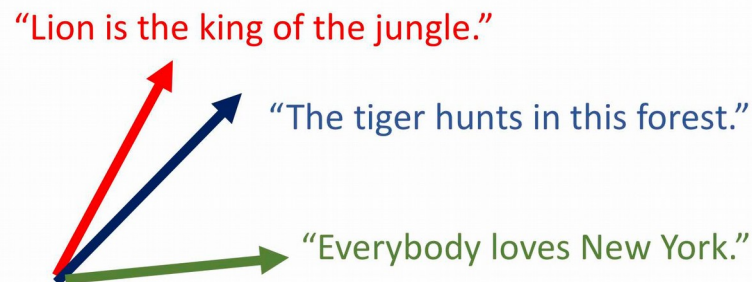 “Lion is the king of the jungle.”
“The tiger hunts in this forest.”
“Everybody loves New York.”